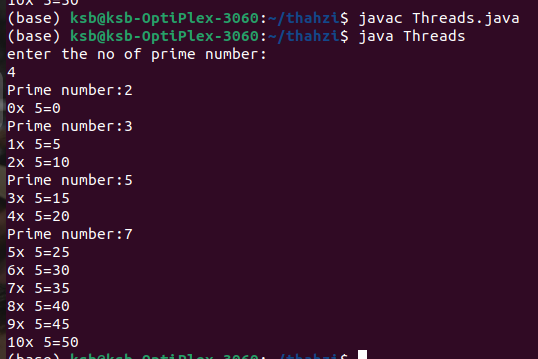 10x 5=50
(base) ksb@ksb-OptiPlex-3060:~/thahzi$ javac Threads.java
(base) ksb@ksb-OptiPlex-3060:~/thahzi$ java Threads
enter the no of prime number:
4
Prime number:2
0x 5=0
Prime number:3
1x 5=5
2x 5=10
Prime number:5
3x 5=15
4x 5=20
Prime number:7
5x 5=25
6x 5=30
7x 5=35
8x 5=40
9x 5=45
10x 5=50
(base) ksb@ksb-OptiPlex-3060:~/thahzi$